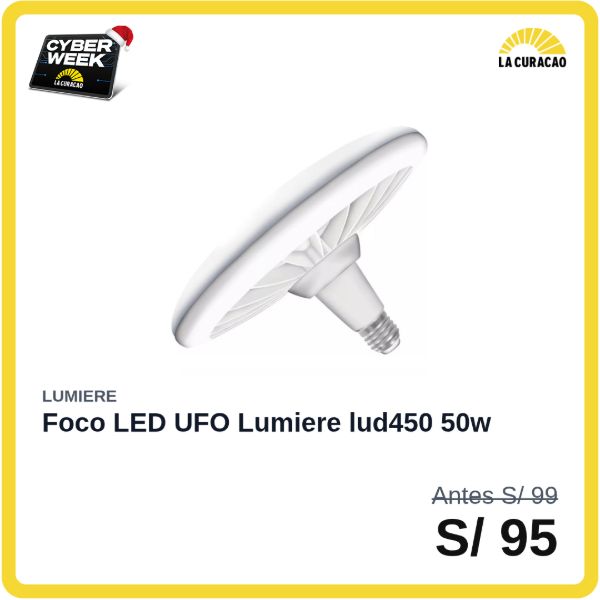 CYBER
WEEK
LA CURACAO
LA CURACAO
LUMIERE
Foco LED UFO Lumiere lud450 50w
Antes S/ 99
S/ 95